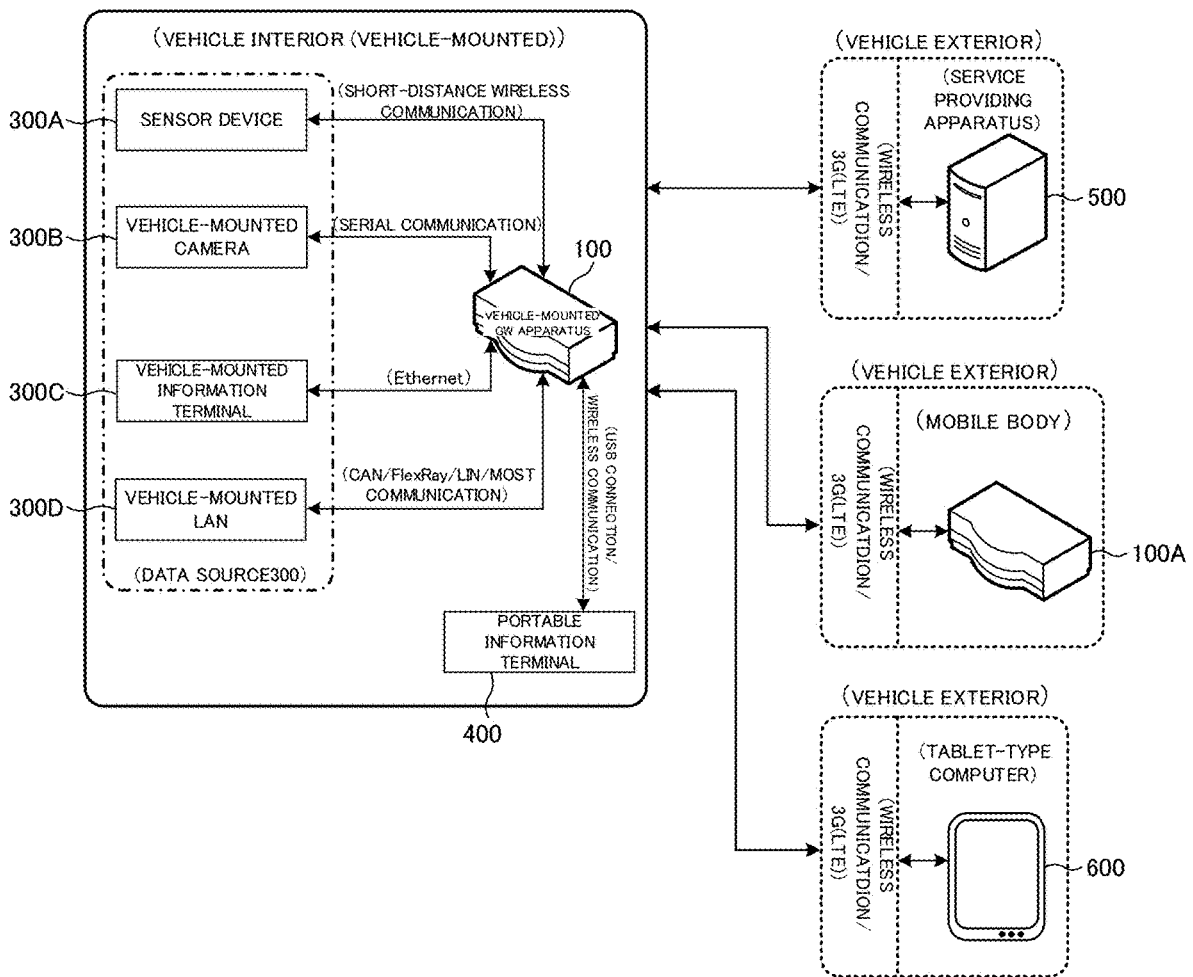 (VEHICLE INTERIOR (VEHICLE-MOUNTED))
300A
SENSOR DEVICE
(SHORT-DISTANCE WIRELESS
COMMUNICATION)
300B
VEHICLE-MOUNTED
CAMERA
(SERIAL COMMUNICATION)
100
VEHICLE-MOUNTED
GW APPARATUS
300C
VEHICLE-MOUNTED
INFORMATION
TERMINAL
(Ethernet)
300D
VEHICLE-MOUNTED
LAN
(CAN/FlexRay/LIN/MOST
COMMUNICATION)
(DATA SOURCE300)
(USB CONNECTION/
WIRELESS COMMUNICATION)
PORTABLE
INFORMATION
TERMINAL
400
(VEHICLE EXTERIOR)
(WIRELESS
COMMUNICATDION/
3G(LTE))
(SERVICE
PROVIDING
APPARATUS)
500
(VEHICLE EXTERIOR)
(WIRELESS
COMMUNICATDION/
3G(LTE))
(MOBILE BODY)
100A
(VEHICLE EXTERIOR)
(WIRELESS
COMMUNICATDION/
3G(LTE))
(TABLET-TYPE
COMPUTER)
600